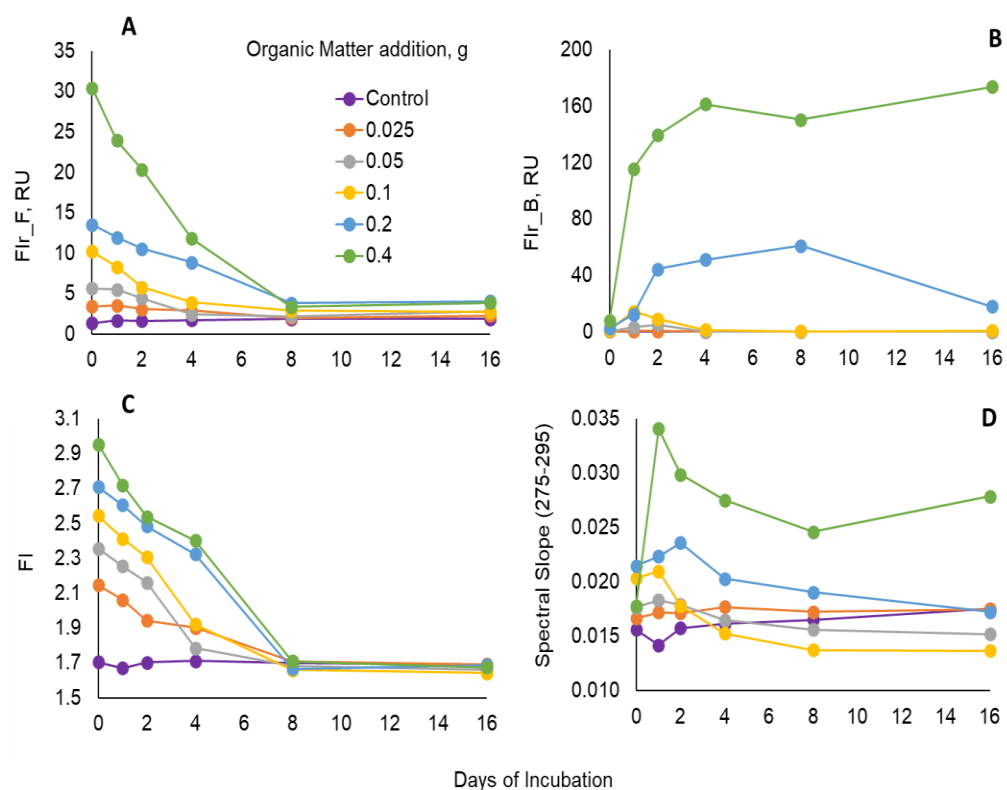 A
Organic Matter addition, g
Control
0.025
0.05
0.1
0.2
0.4
Flr_F, RU
35
30
25
20
15
10
5
0
0 2 4 6 8 10 12 14 16
B
Flr_B, RU
200
160
120
80
40
0
0 2 4 6 8 10 12 14 16
C
FI
3.1
2.9
2.7
2.5
2.3
2.1
1.9
1.7
1.5
0 2 4 6 8 10 12 14 16
D
Spectral Slope (275-295)
0.035
0.030
0.025
0.020
0.015
0.010
0 2 4 6 8 10 12 14 16
Days of Incubation